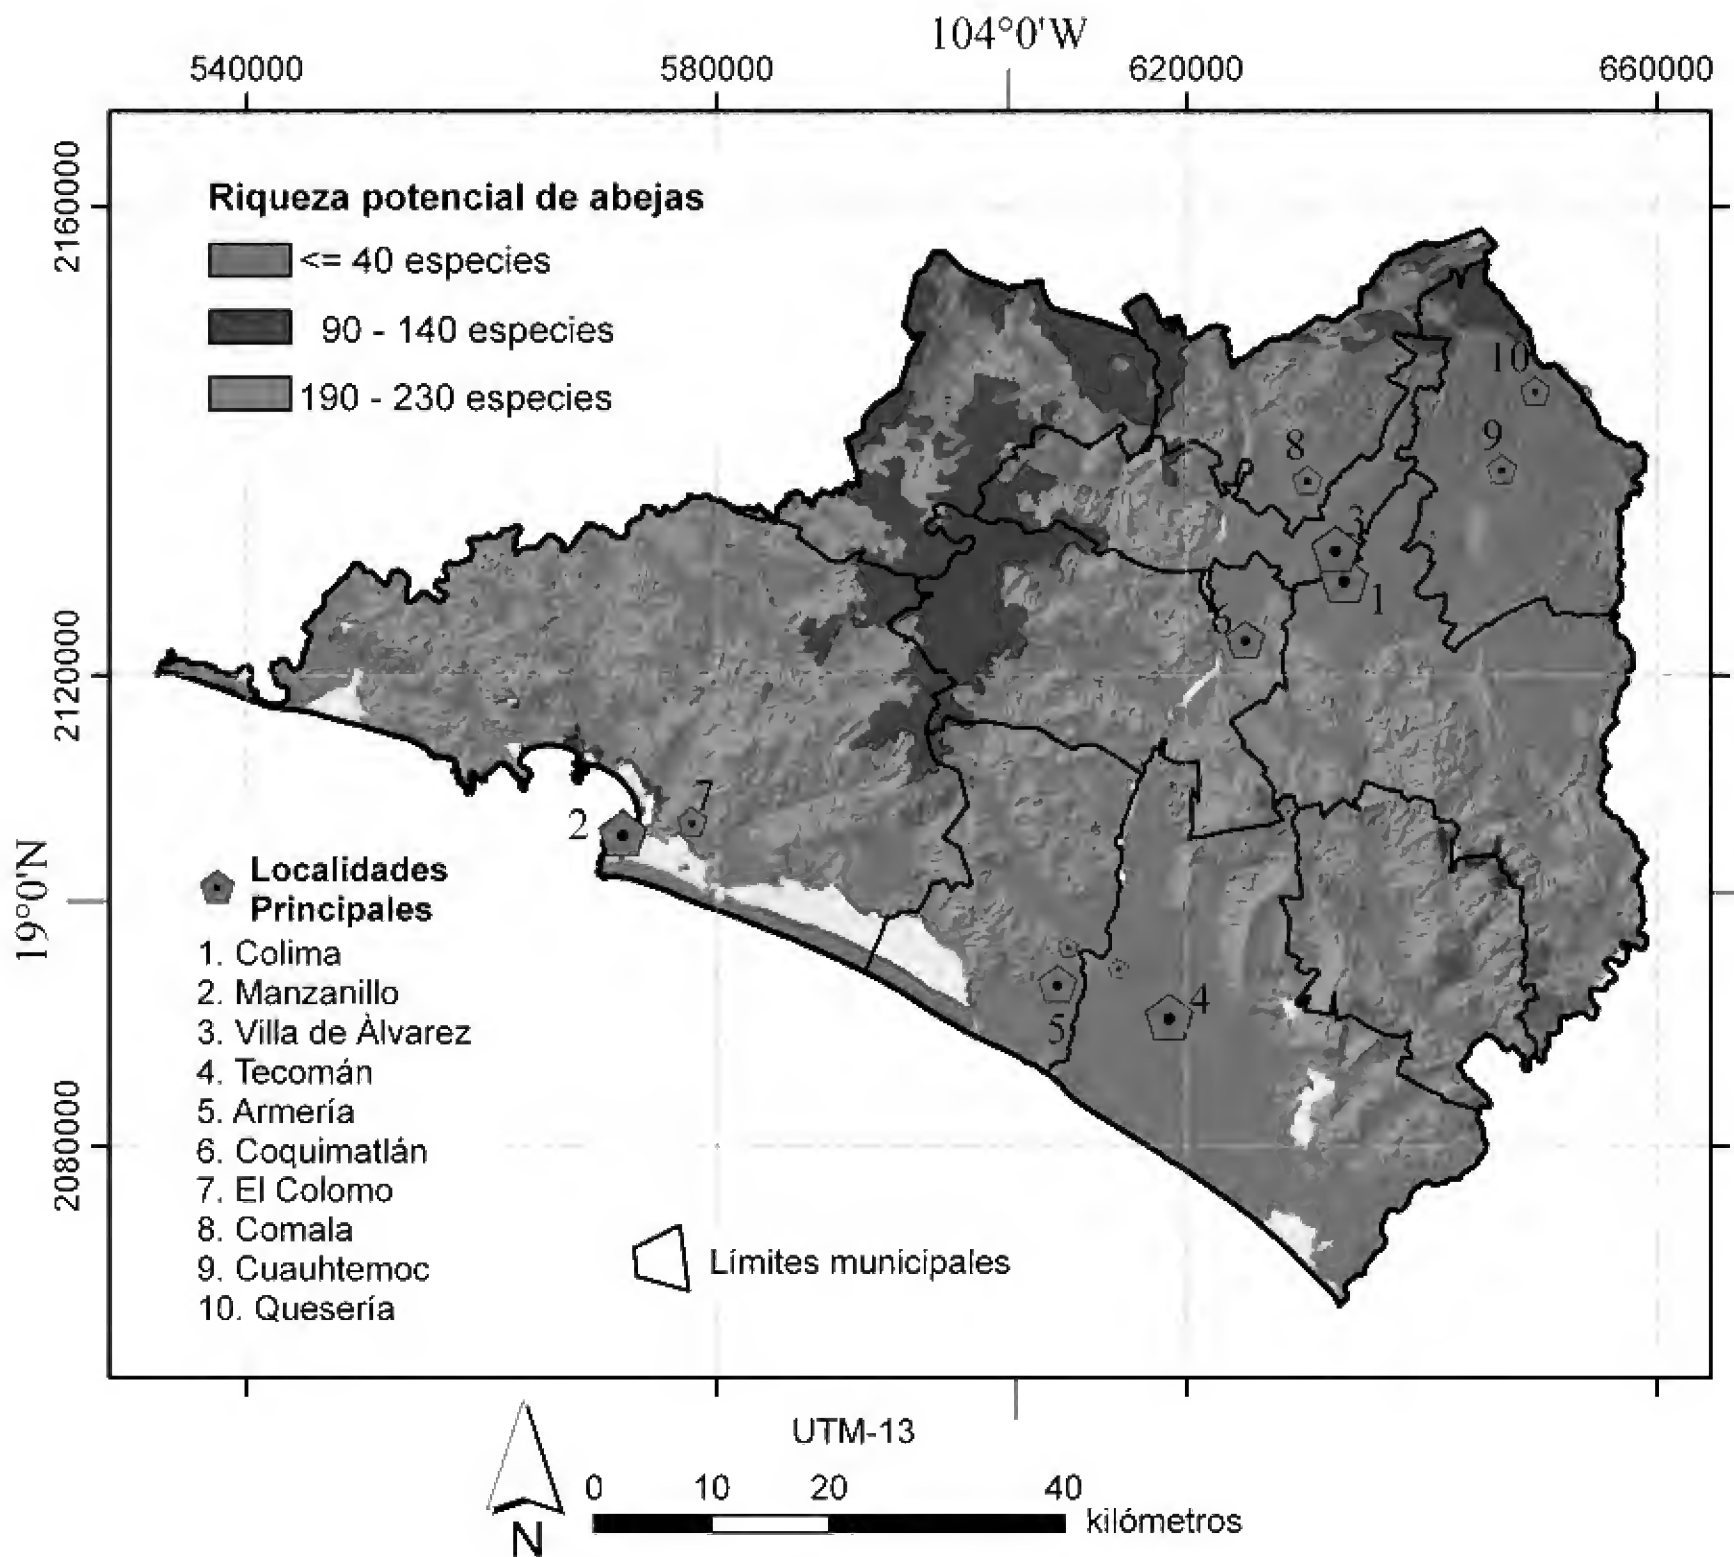 104°0'W
540000 580000 620000 660000
2160000
2120000
19°0'N
2080000
Riqueza potencial de abejas
<= 40 especies
90 - 140 especies
190 - 230 especies
10
9
8
3
1
6
7
2
4
5
Localidades
Principales
1. Colima
2. Manzanillo
3. Villa de Àlvarez
4. Tecomán
5. Armería
6. Coquimatlán
7. El Colomo
8. Comala
9. Cuauhtemoc
10. Quesería
Límites municipales
UTM-13
N
0 10 20 40
kilómetros